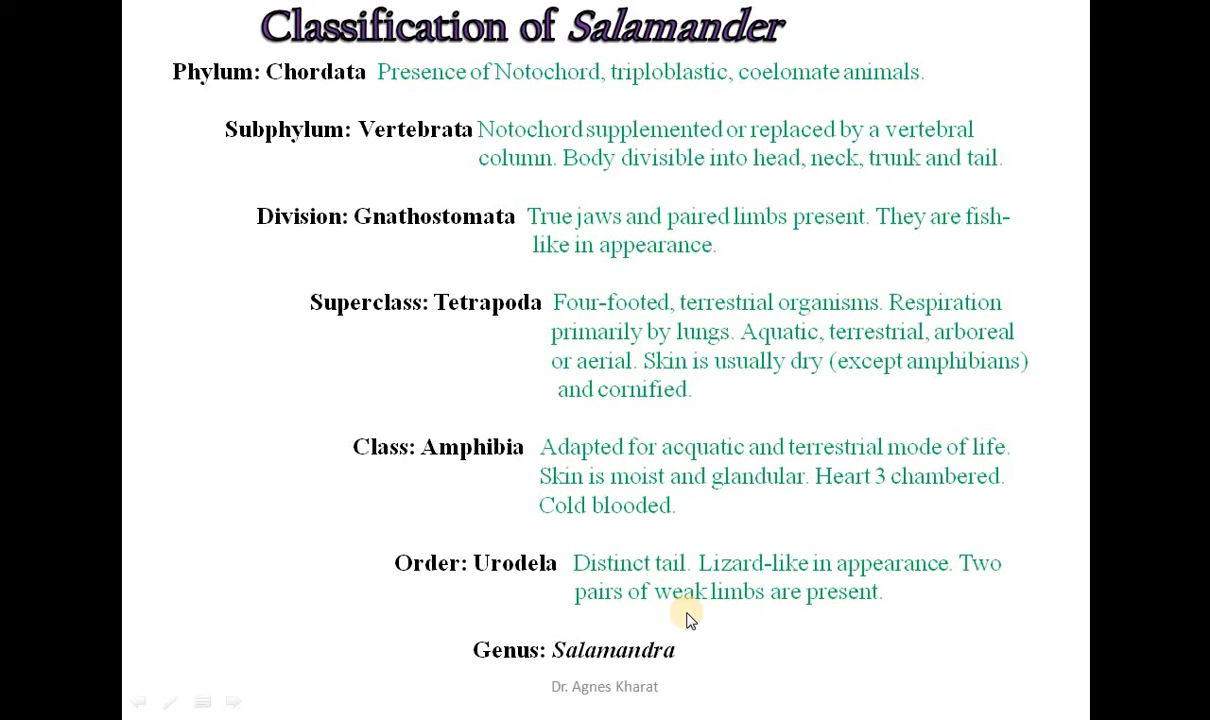 Classification of Salamander
Phylum: Chordata Presence of Notochord, triploblastic, coelomate animals.
Subphylum: Vertebrata Notochord supplemented or replaced by a vertebral
column. Body divisible into head, neck, trunk and tail.
Division: Gnathostomata True jaws and paired limbs present. They are fish-
like in appearance.
Superclass: Tetrapoda Four-footed, terrestrial organisms. Respiration
primarily by lungs. Aquatic, terrestrial, arboreal
or aerial. Skin is usually dry (except amphibians)
and cornified.
Class: Amphibia Adapted for acquatic and terrestrial mode of life.
Skin is moist and glandular. Heart 3 chambered.
Cold blooded.
Order: Urodela Distinct tail. Lizard-like in appearance. Two
pairs of weak limbs are present.
Genus: Salamandra
Dr. Agnes Kharat